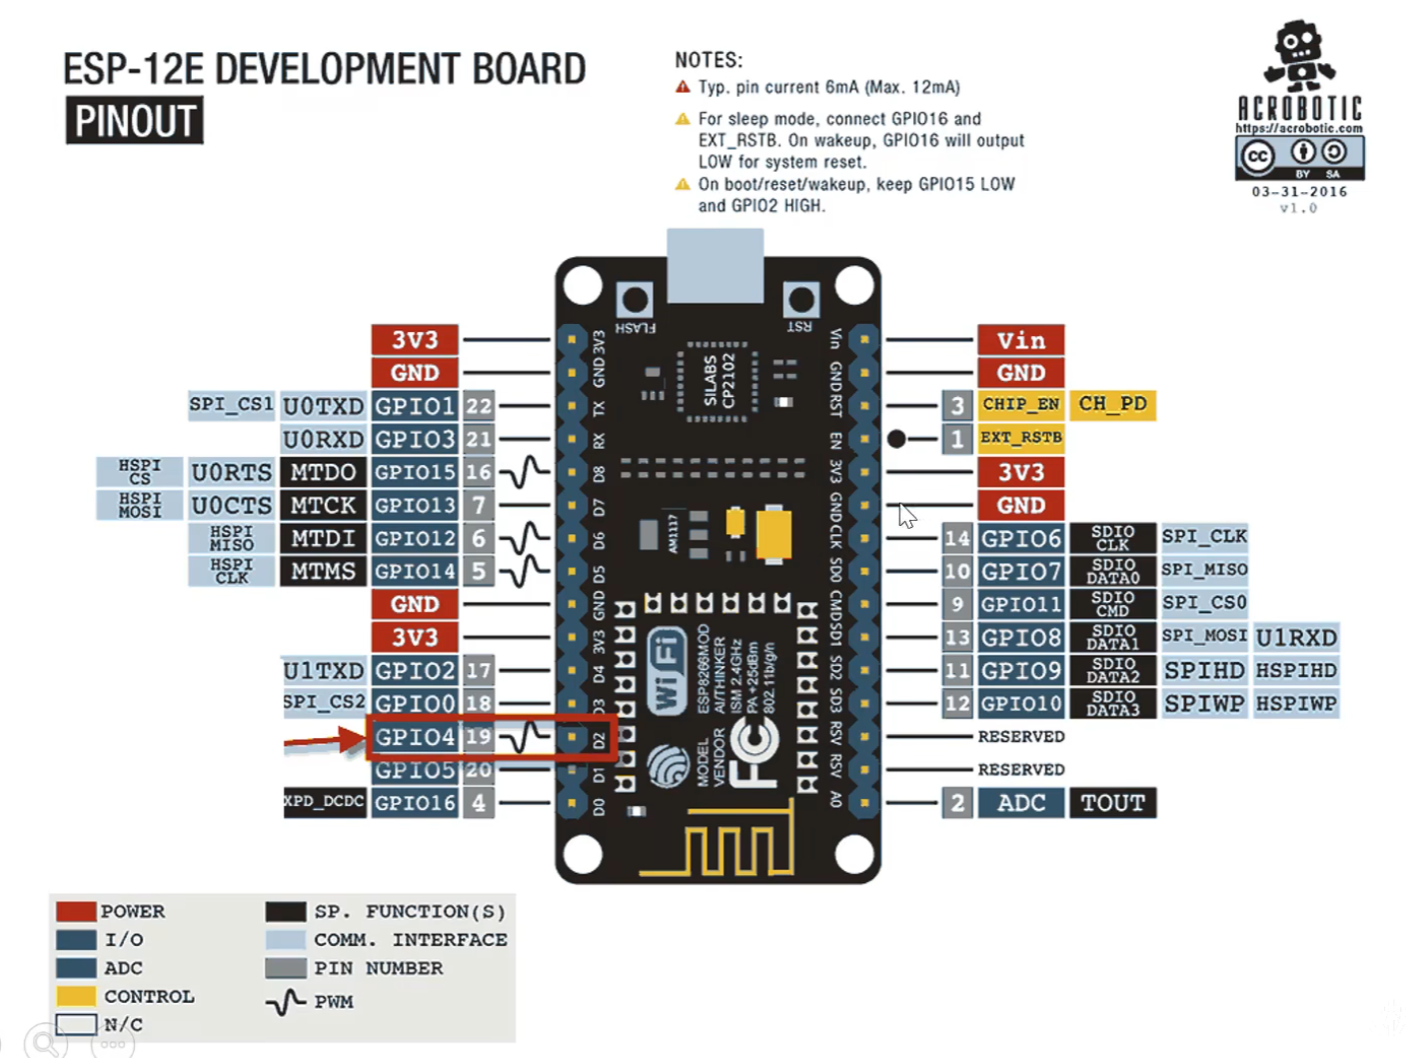 ESP-12E DEVELOPMENT BOARD
PINOUT
NOTES:
Typ. pin current 6mA (Max. 12mA)
For sleep mode, connect GPIO16 and
EXT_RSTB. On wakeup, GPIO16 will output
LOW for system reset.
On boot/reset/wakeup, keep GPIO15 LOW
and GPIO2 HIGH.
ACROBOTIC
https://acrobotic.com
cc BY SA
03-31-2016
v1.0
FLASH
RST
SILABS
CP2102
AM1117
WiFi
ESP8266MOD
AI/THINKER
ISM 2.4GHz
PA +25dBm
802.11b/g/n
MODEL
VENDOR
FC
3V3 3V3
GND GND
SPI_CS1 U0TXD GPIO1 22 TX
U0RXD GPIO3 21 RX
HSPI CS U0RTS MTDO GPIO15 16 D8
HSPI MOSI U0CTS MTCK GPIO13 7 D7
HSPI MISO MTDI GPIO12 6 D6
HSPI CLK MTMS GPIO14 5 D5
GND GND
3V3 3V3
U1TXD GPIO2 17 D4
SPI_CS2 GPIO0 18 D3
GPIO4 19 D2
GPIO5 20 D1
XPD_DCDC GPIO16 4 D0
Vin Vin
GND GND
RST 3 CHIP_EN CH_PD
EN 1 EXT_RSTB
3V3 3V3
GND GND
CLK 14 GPIO6 SDIO CLK SPI_CLK
SD0 10 GPIO7 SDIO DATA0 SPI_MISO
CMD 9 GPIO11 SDIO CMD SPI_CS0
SD1 13 GPIO8 SDIO DATA1 SPI_MOSI U1RXD
SD2 11 GPIO9 SDIO DATA2 SPIHD HSPIHD
SD3 12 GPIO10 SDIO DATA3 SPIWP HSPIWP
RSV RESERVED
RSV RESERVED
A0 2 ADC TOUT
POWER
I/O
ADC
CONTROL
N/C
SP. FUNCTION(S)
COMM. INTERFACE
PIN NUMBER
PWM